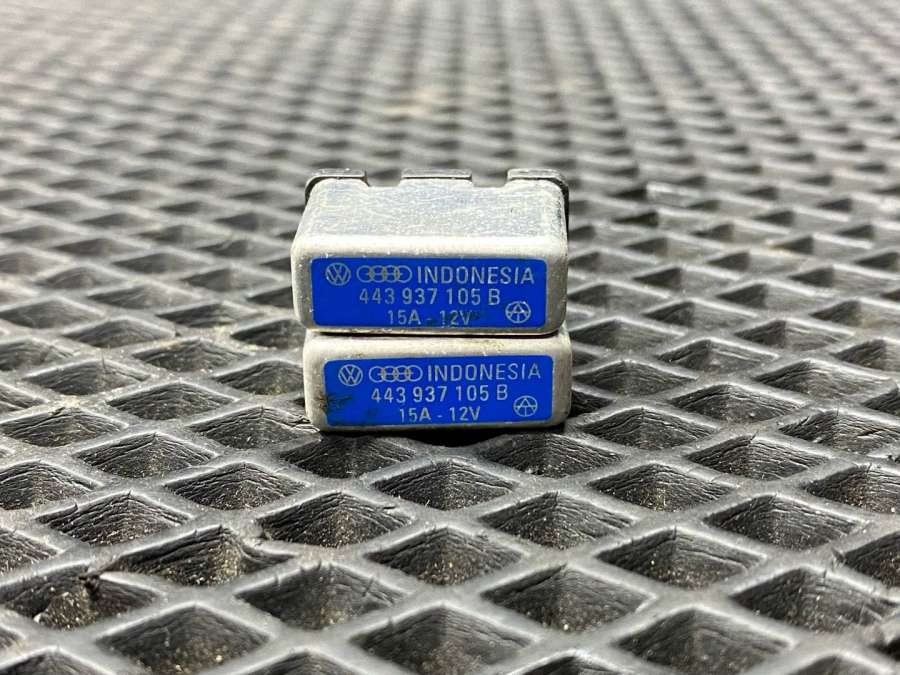 INDONESIA
443 937 105 B
15A - 12V
INDONESIA
443 937 105 B
15A - 12V